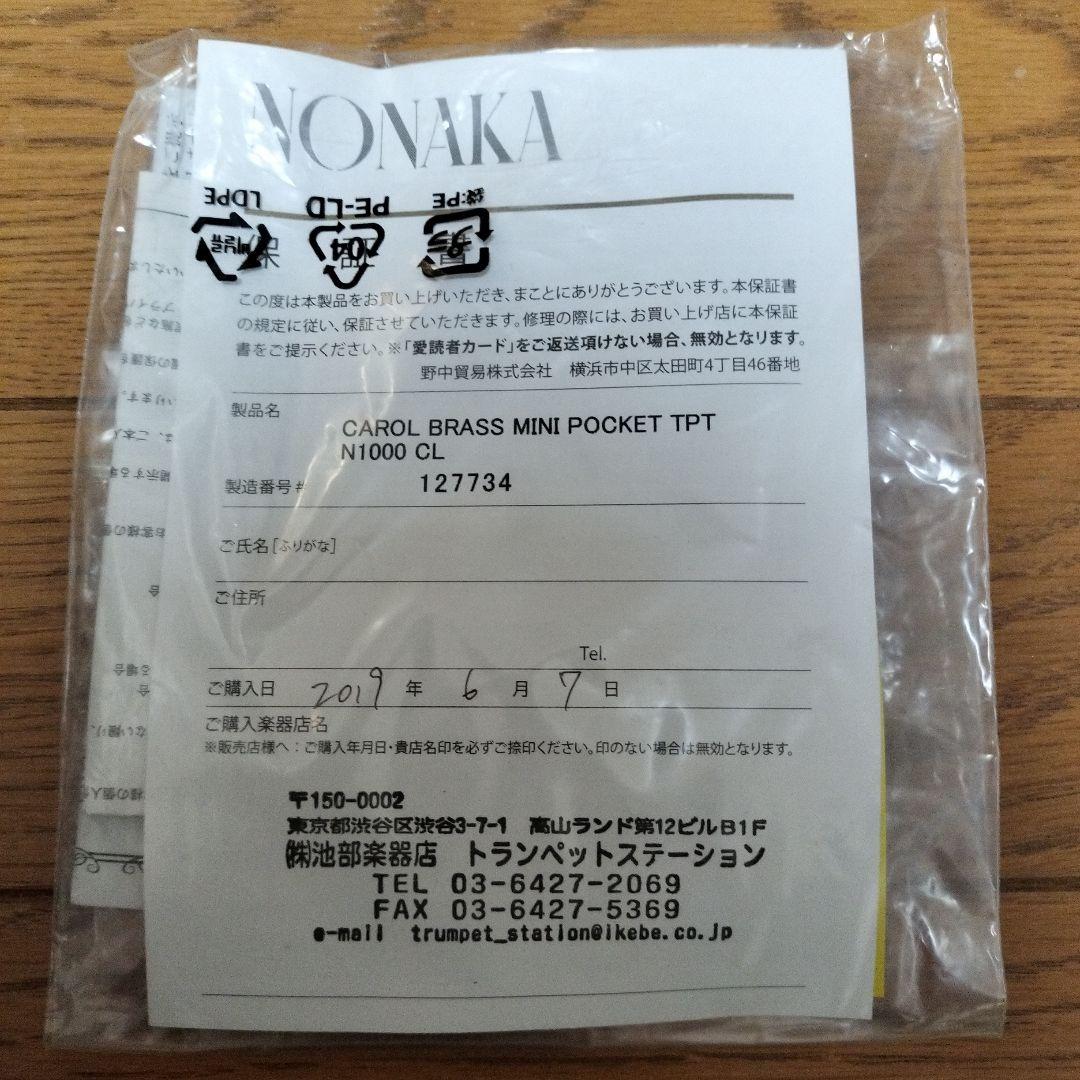 NONAKA
LDPE
PE-LD
袋:PE
비닐류
04
保証書
この度は本製品をお買い上げいただき、まことにありがとうございます。本保証書
の規定に従い、保証させていただきます。修理の際には、お買い上げ店に本保証
書をご提示ください。※「愛読者カード」をご返送項けない場合、無効となります。
野中貿易株式会社 横浜市中区太田町4丁目46番地
製品名
CAROL BRASS MINI POCKET TPT
N1000 CL
製造番号# 127734
ご氏名[ふりがな]
ご住所
Tel.
ご購入日 2019 年 6 月 7 日
ご購入楽器店名
※販売店様へ:ご購入年月日・貴店名印を必ずご捺印ください。印のない場合は無効となります。
〒150-0002
東京都渋谷区渋谷3-7-1 高山ランド第12ビルB1F
㈱池部楽器店 トランペットステーション
TEL 03-6427-2069
FAX 03-6427-5369
e-mail trumpet_station@ikebe.co.jp